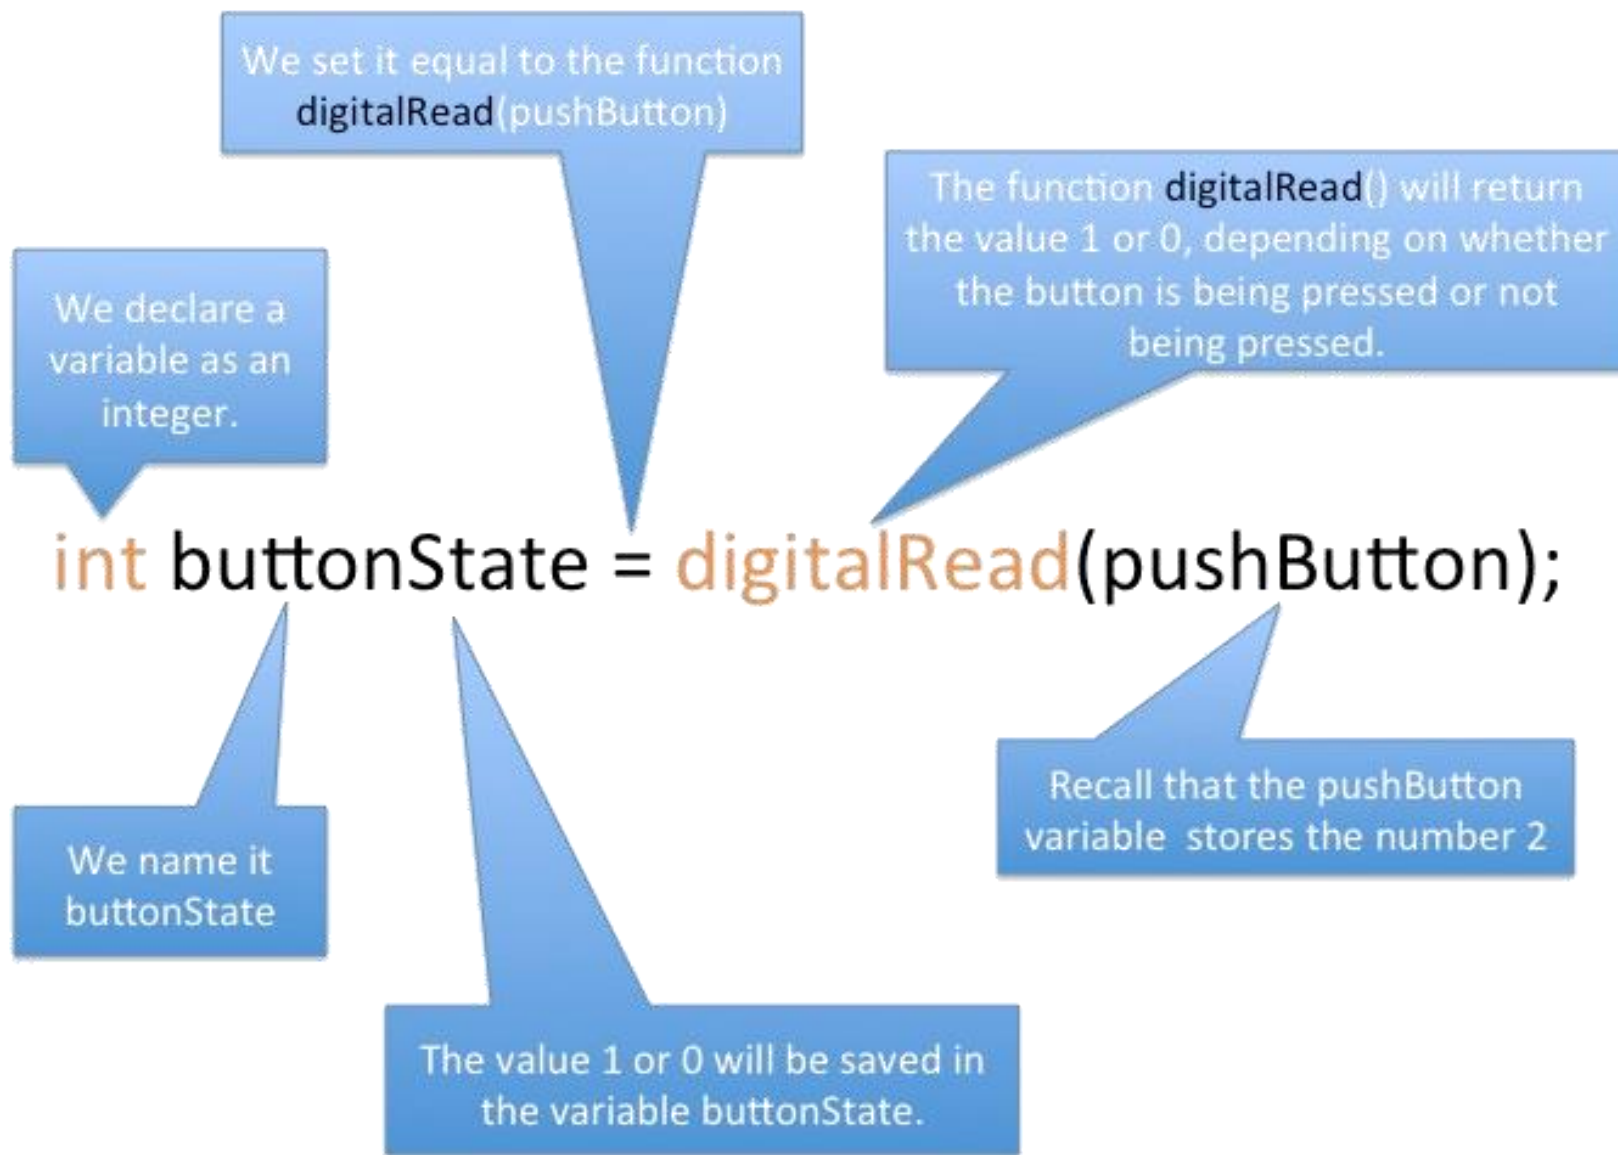 We set it equal to the function
digitalRead(pushButton)
The function digitalRead() will return
the value 1 or 0, depending on whether
the button is being pressed or not
being pressed.
We declare a
variable as an
integer.
int buttonState = digitalRead(pushButton);
We name it
buttonState
Recall that the pushButton
variable stores the number 2
The value 1 or 0 will be saved in
the variable buttonState.